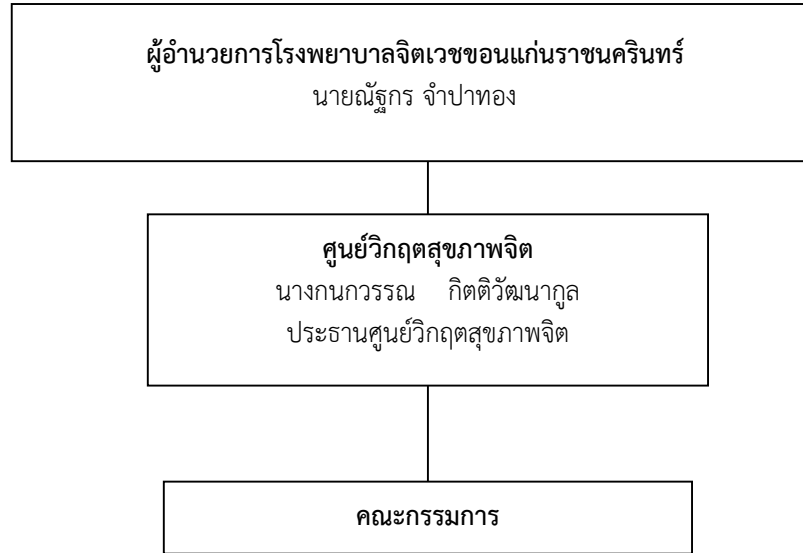 ผู้อำนวยการโรงพยาบาลจิตเวชขอนแก่นราชนครินทร์
นายณัฐกร จำปาทอง
ศูนย์วิกฤตสุขภาพจิต
นางกนกวรรณ กิตติวัฒนากูล
ประธานศูนย์วิกฤตสุขภาพจิต
คณะกรรมการ